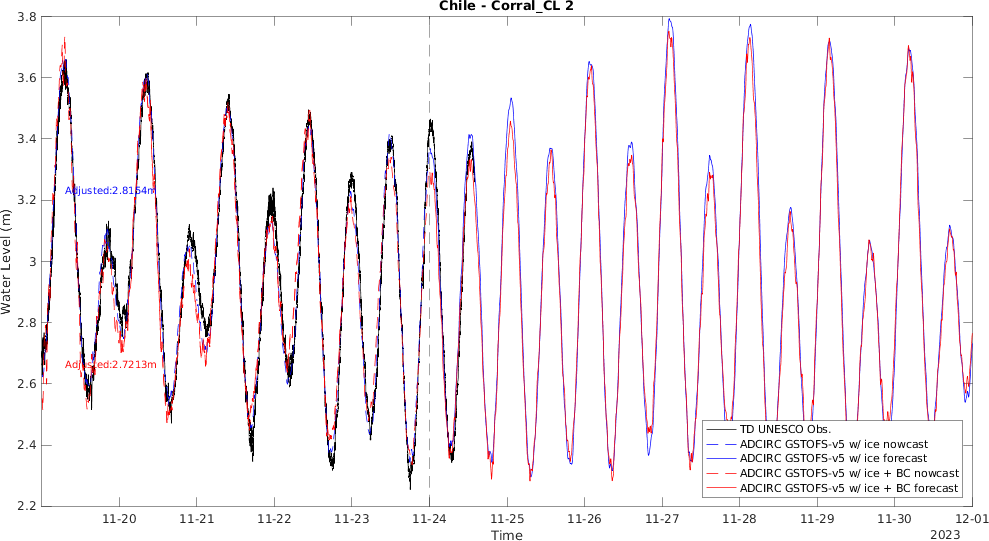 Chile - Corral_CL 2
3.8
3.6
3.4
3.2
3
2.8
2.6
2.4
2.2
Water Level (m)
Adjusted:2.8154m
Adjusted:2.7213m
TD UNESCO Obs.
ADCIRC GSTOFS-v5 w/ ice nowcast
ADCIRC GSTOFS-v5 w/ ice forecast
ADCIRC GSTOFS-v5 w/ ice + BC nowcast
ADCIRC GSTOFS-v5 w/ ice + BC forecast
11-20 11-21 11-22 11-23 11-24 11-25 11-26 11-27 11-28 11-29 11-30 12-01
Time
2023